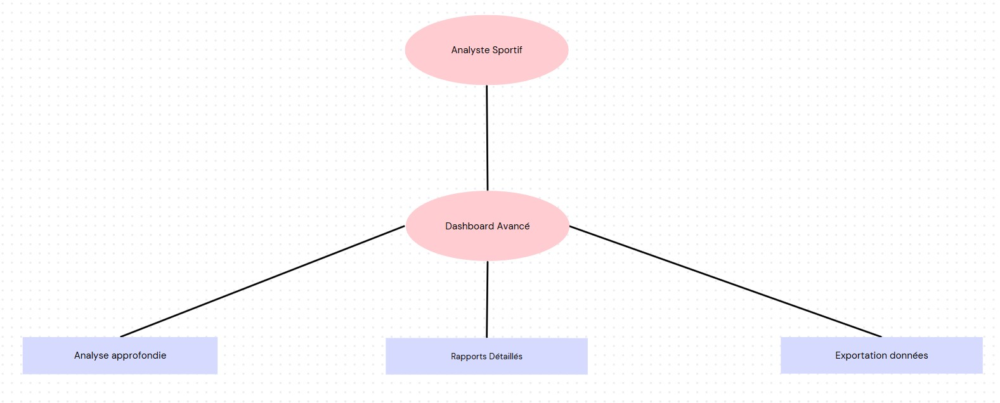 Analyste Sportif
Dashboard Avancé
Analyse approfondie
Rapports Détaillés
Exportation données